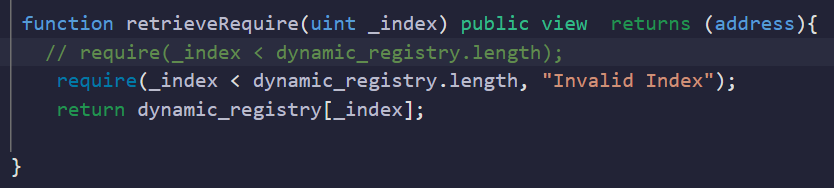 function retrieveRequire(uint _index) public view  returns (address){
// require(_index < dynamic_registry.length);
require(_index < dynamic_registry.length, "Invalid Index");
return dynamic_registry[_index];
}